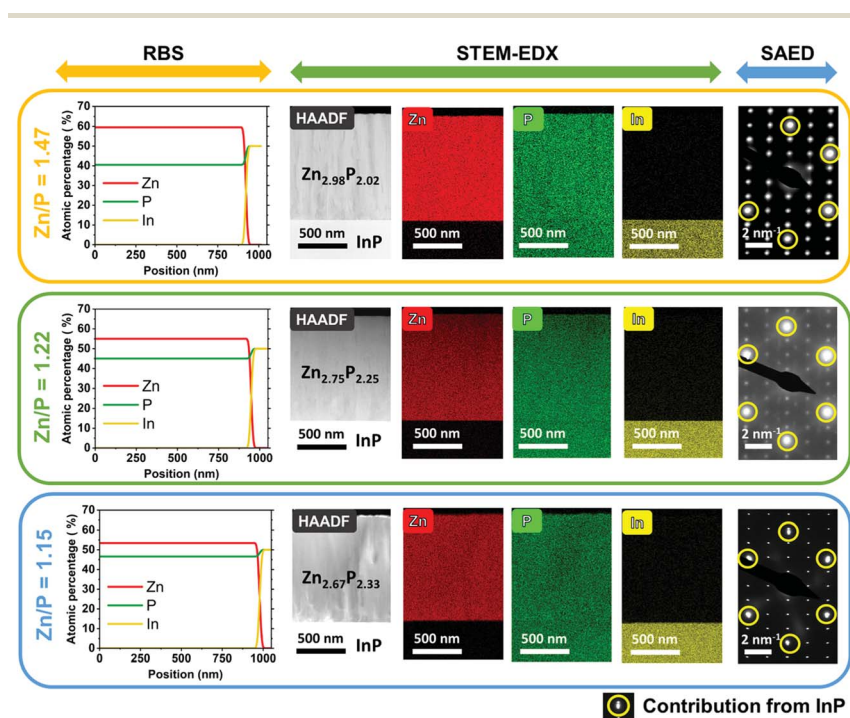 RBS STEM-EDX SAED
Zn/P = 1.47
Atomic percentage ( %)
70
60
50
40
30
20
10
0
Zn
P
In
0 250 500 750 1000
Position (nm)
HAADF
Zn2.98P2.02
500 nm InP
Zn
500 nm
P
500 nm
In
500 nm
2 nm-1
Zn/P = 1.22
Atomic percentage ( %)
70
60
50
40
30
20
10
0
Zn
P
In
0 250 500 750 1000
Position (nm)
HAADF
Zn2.75P2.25
500 nm InP
Zn
500 nm
P
500 nm
In
500 nm
2 nm-1
Zn/P = 1.15
Atomic percentage ( %)
70
60
50
40
30
20
10
0
Zn
P
In
0 250 500 750 1000
Position (nm)
HAADF
Zn2.67P2.33
500 nm InP
Zn
500 nm
P
500 nm
In
500 nm
2 nm-1
Contribution from InP